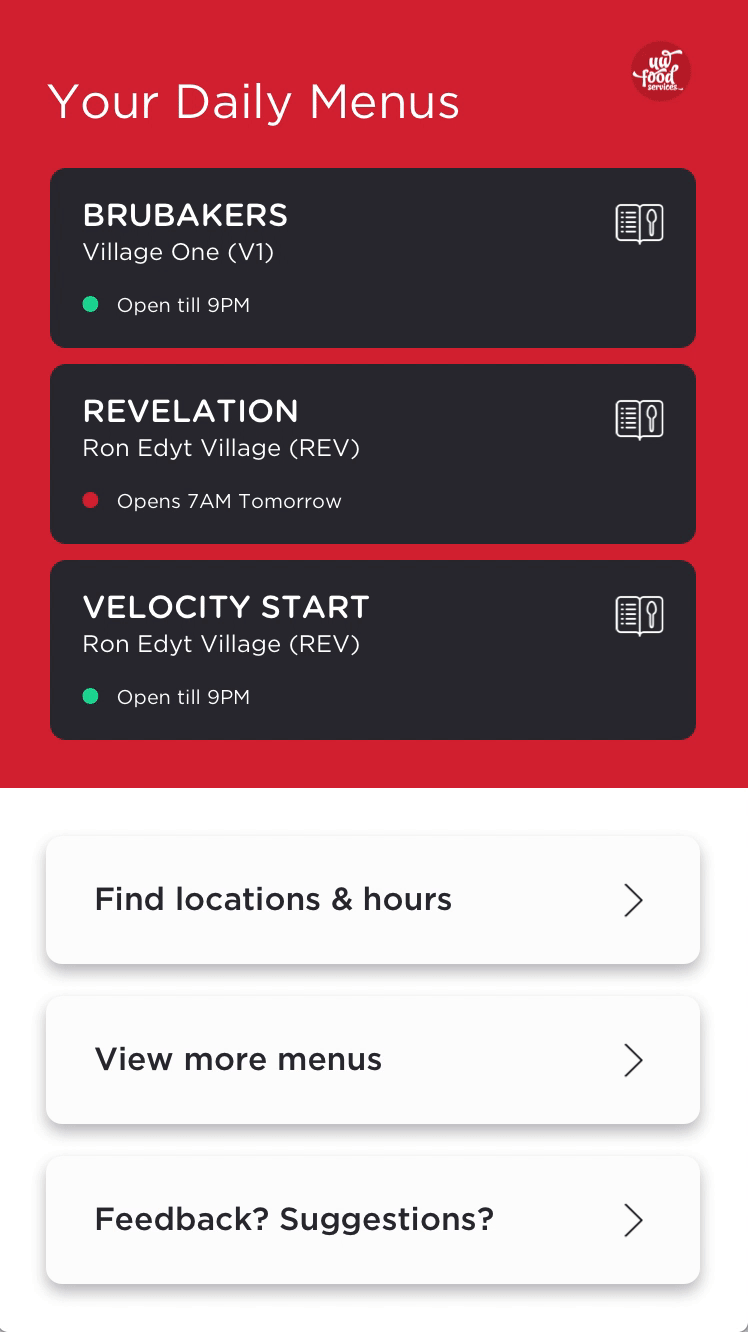 uw
food
services
Your Daily Menus
BRUBAKERS
Village One (V1)
Open till 9PM
REVELATION
Ron Edyt Village (REV)
Opens 7AM Tomorrow
VELOCITY START
Ron Edyt Village (REV)
Open till 9PM
Find locations & hours
View more menus
Feedback? Suggestions?